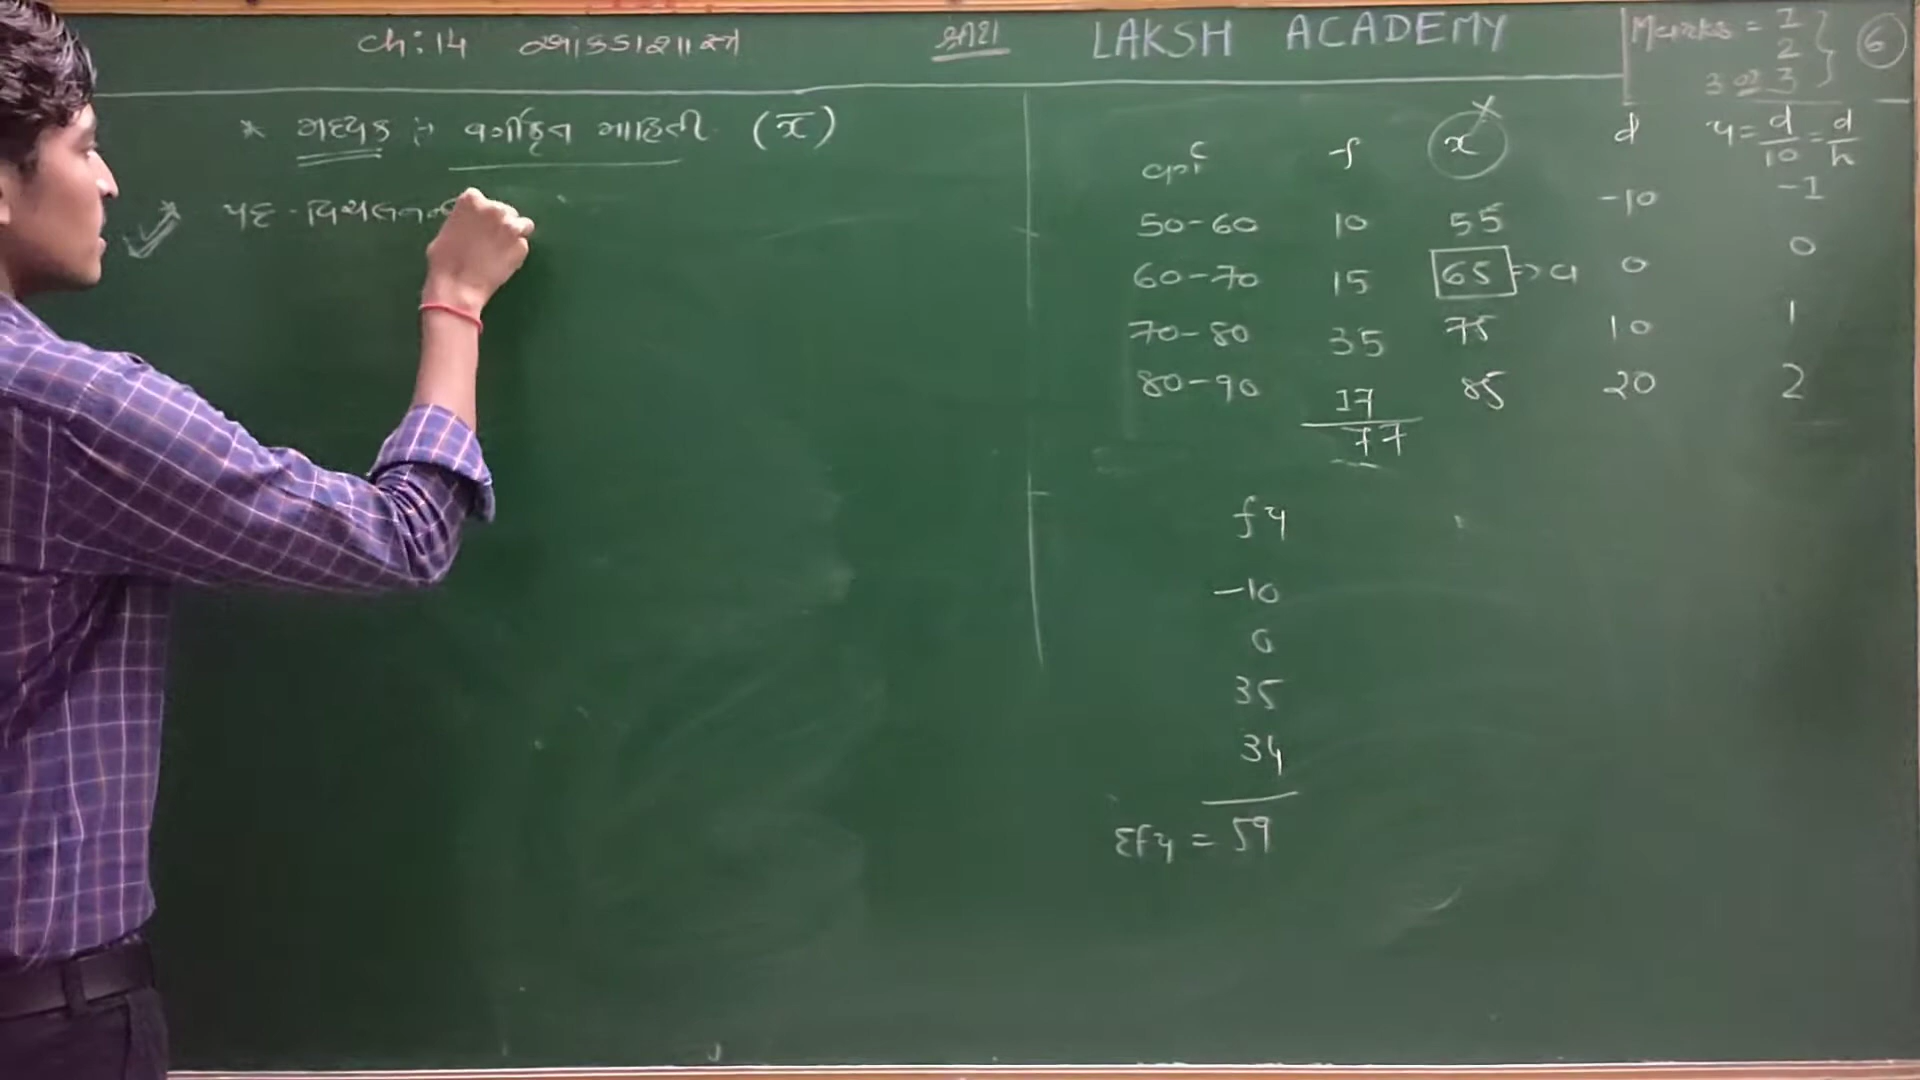 ch: 14 આંકડાશાસ્ત્ર
LAKSH ACADEMY
Marks = 1
2
3 or 3
6
* મધ્યક :- વર્ગીકૃત માહિતી (x̄)
* પદ-વિચલનની
વર્ગ f x d u = d/10 = d/h
50-60 10 55 -10 -1
60-70 15 65 => a 0 0
70-80 35 75 10 1
80-90 17 85 20 2
77
fu
-10
0
35
34
Σfu = 59